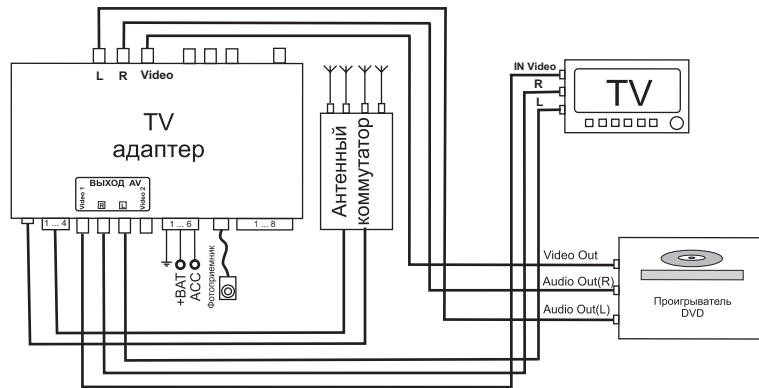 L R Video
TV
адаптер
ВЫХОД AV
Video 1
R
L
Video 2
1 ... 4
1 ... 6
1 ... 8
+BAT
ACC
Фотоприемник
Антенный
коммутатор
IN Video
R
L
TV
Video Out
Audio Out(R)
Audio Out(L)
Проигрыватель
DVD